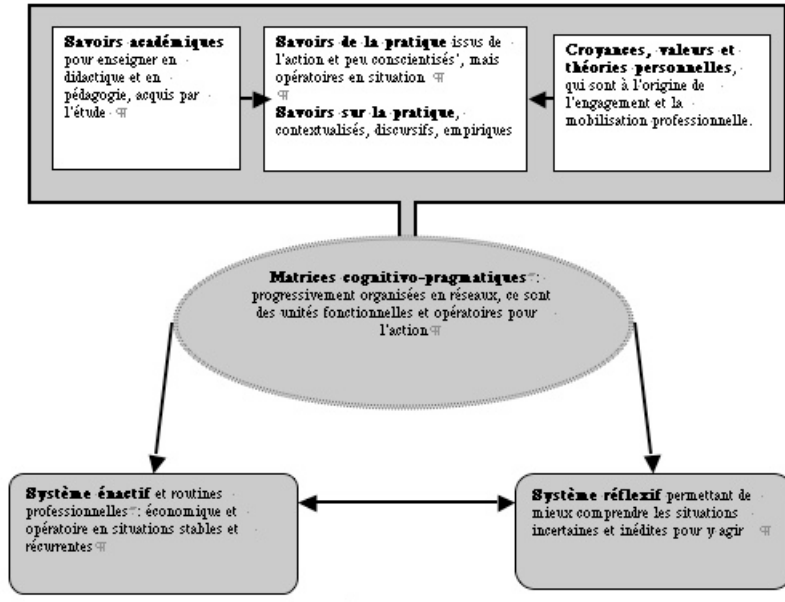 Savoirs académiques
pour enseigner en
didactique et en
pédagogie, acquis par
l'étude ¶
Savoirs de la pratique issus de
l'action et peu conscientisés', mais
opératoires en situation ¶
¶
Savoirs sur la pratique,
contextualisés, discursifs, empiriques
Croyances, valeurs et
théories personnelles,
qui sont à l'origine de
l'engagement et la
mobilisation professionnelle.
Matrices cognitivo-pragmatiques :
progressivement organisées en réseaux, ce sont
des unités fonctionnelles et opératoires pour
l'action ¶
Système énactif et routines
professionnelles : économique et
opératoire en situations stables et
récurrentes ¶
Système réflexif permettant de
mieux comprendre les situations
incertaines et inédites pour y agir ¶